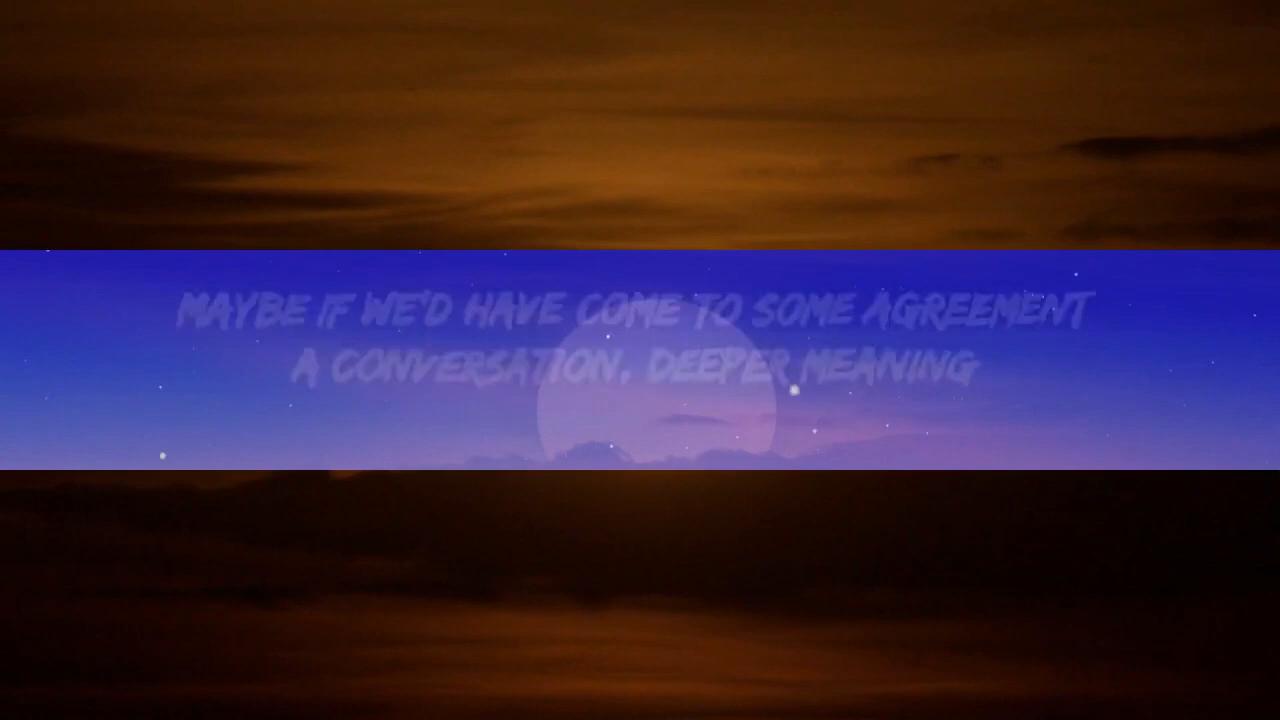 MAYBE IF WE'D HAVE COME TO SOME AGREEMENT
A CONVERSATION, DEEPER MEANING